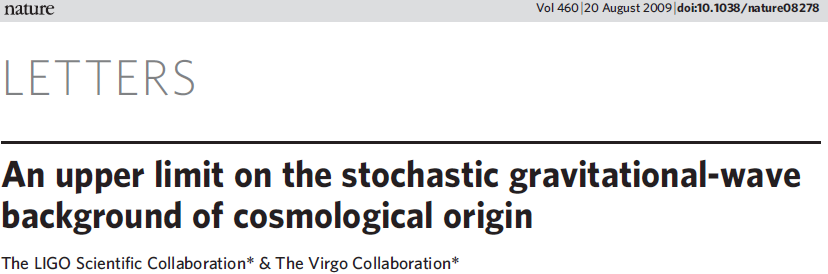 nature Vol 460|20 August 2009|doi:10.1038/nature08278
LETTERS
An upper limit on the stochastic gravitational-wave
background of cosmological origin
The LIGO Scientific Collaboration* & The Virgo Collaboration*